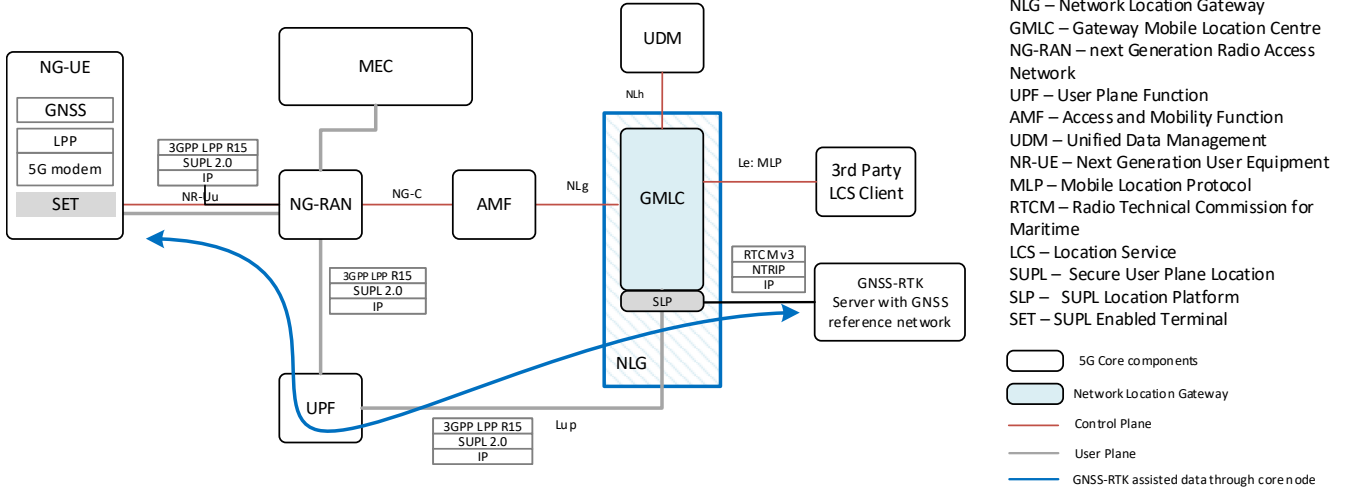 NG-UE
GNSS
LPP
5G modem
SET
MEC
3GPP LPP R15
SUPL 2.0
IP
NR-Uu
NG-RAN
NG-C
AMF
NLg
UDM
NLh
GMLC
SLP
NLG
Le: MLP
3rd Party
LCS Client
RTCM v3
NTRIP
IP
GNSS-RTK
Server with GNSS
reference network
3GPP LPP R15
SUPL 2.0
IP
UPF
3GPP LPP R15
SUPL 2.0
IP
Lup
NLG – Network Location Gateway
GMLC – Gateway Mobile Location Centre
NG-RAN – next Generation Radio Access
Network
UPF – User Plane Function
AMF – Access and Mobility Function
UDM – Unified Data Management
NR-UE – Next Generation User Equipment
MLP – Mobile Location Protocol
RTCM – Radio Technical Commission for
Maritime
LCS – Location Service
SUPL – Secure User Plane Location
SLP – SUPL Location Platform
SET – SUPL Enabled Terminal
5G Core components
Network Location Gateway
Control Plane
User Plane
GNSS-RTK assisted data through core node